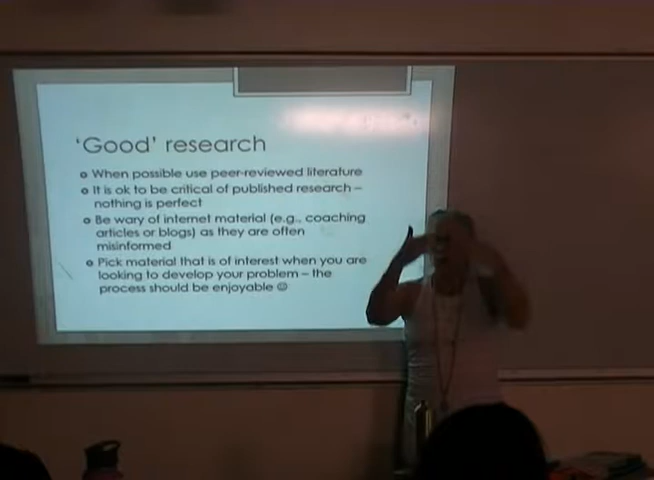 'Good' research
When possible use peer-reviewed literature
It is ok to be critical of published research –
nothing is perfect
Be wary of internet material (e.g., coaching
articles or blogs) as they are often
misinformed
Pick material that is of interest when you are
looking to develop your problem – the
process should be enjoyable ☺